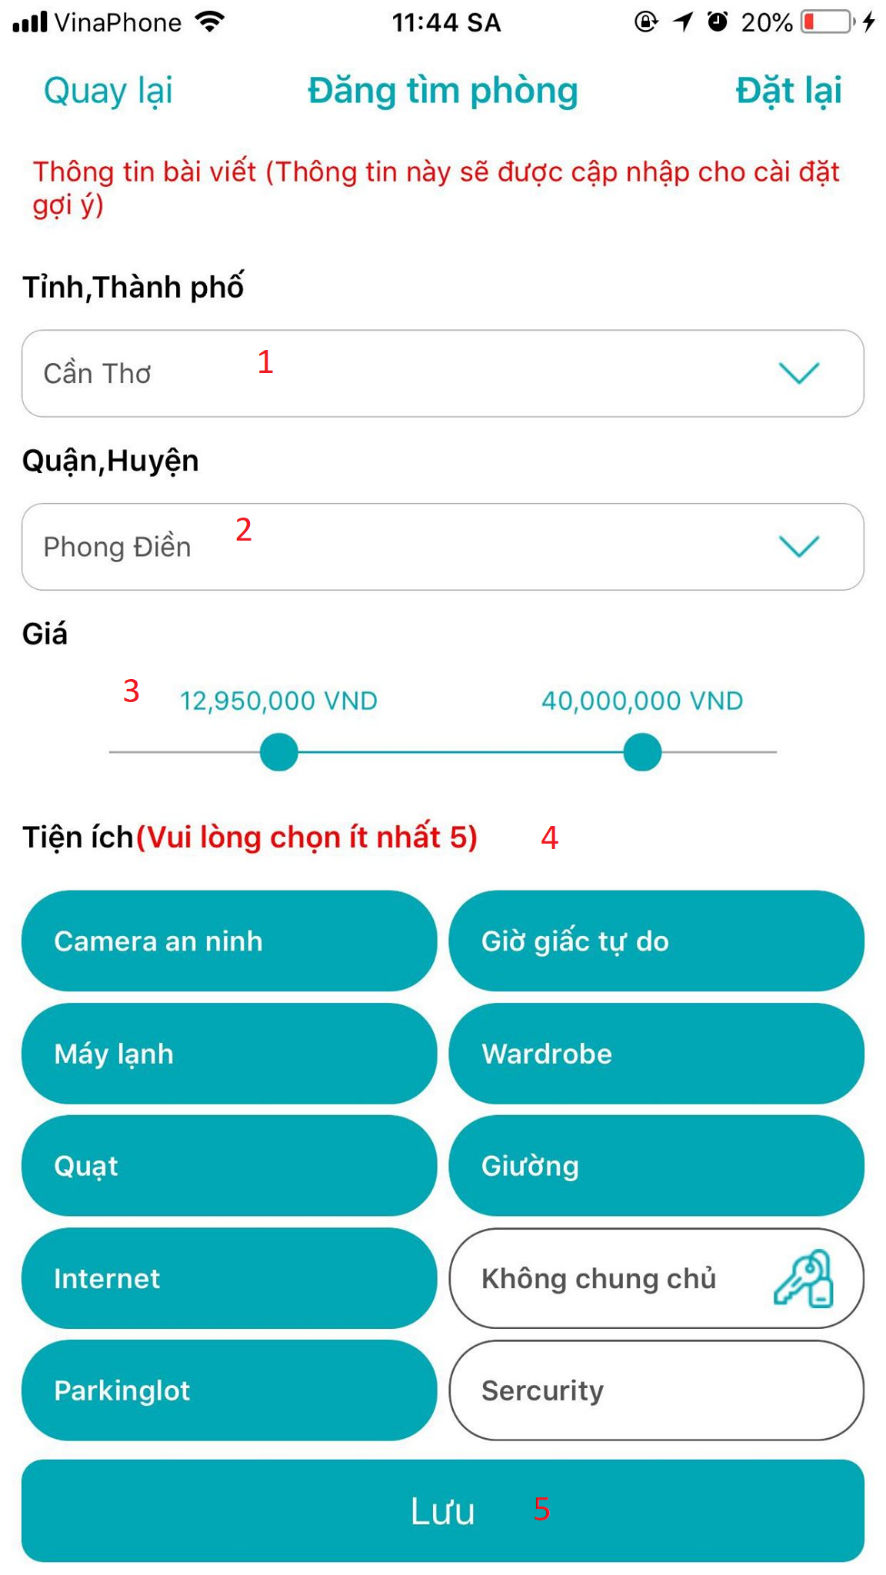 VinaPhone 11:44 SA 20%
Quay lại Đăng tìm phòng Đặt lại
Thông tin bài viết (Thông tin này sẽ được cập nhập cho cài đặt
gợi ý)
Tỉnh,Thành phố
Cần Thơ 1
Quận,Huyện
Phong Điền 2
Giá
3 12,950,000 VND 40,000,000 VND
Tiện ích(Vui lòng chọn ít nhất 5) 4
Camera an ninh Giờ giấc tự do
Máy lạnh Wardrobe
Quạt Giường
Internet Không chung chủ
Parkinglot Sercurity
Lưu 5